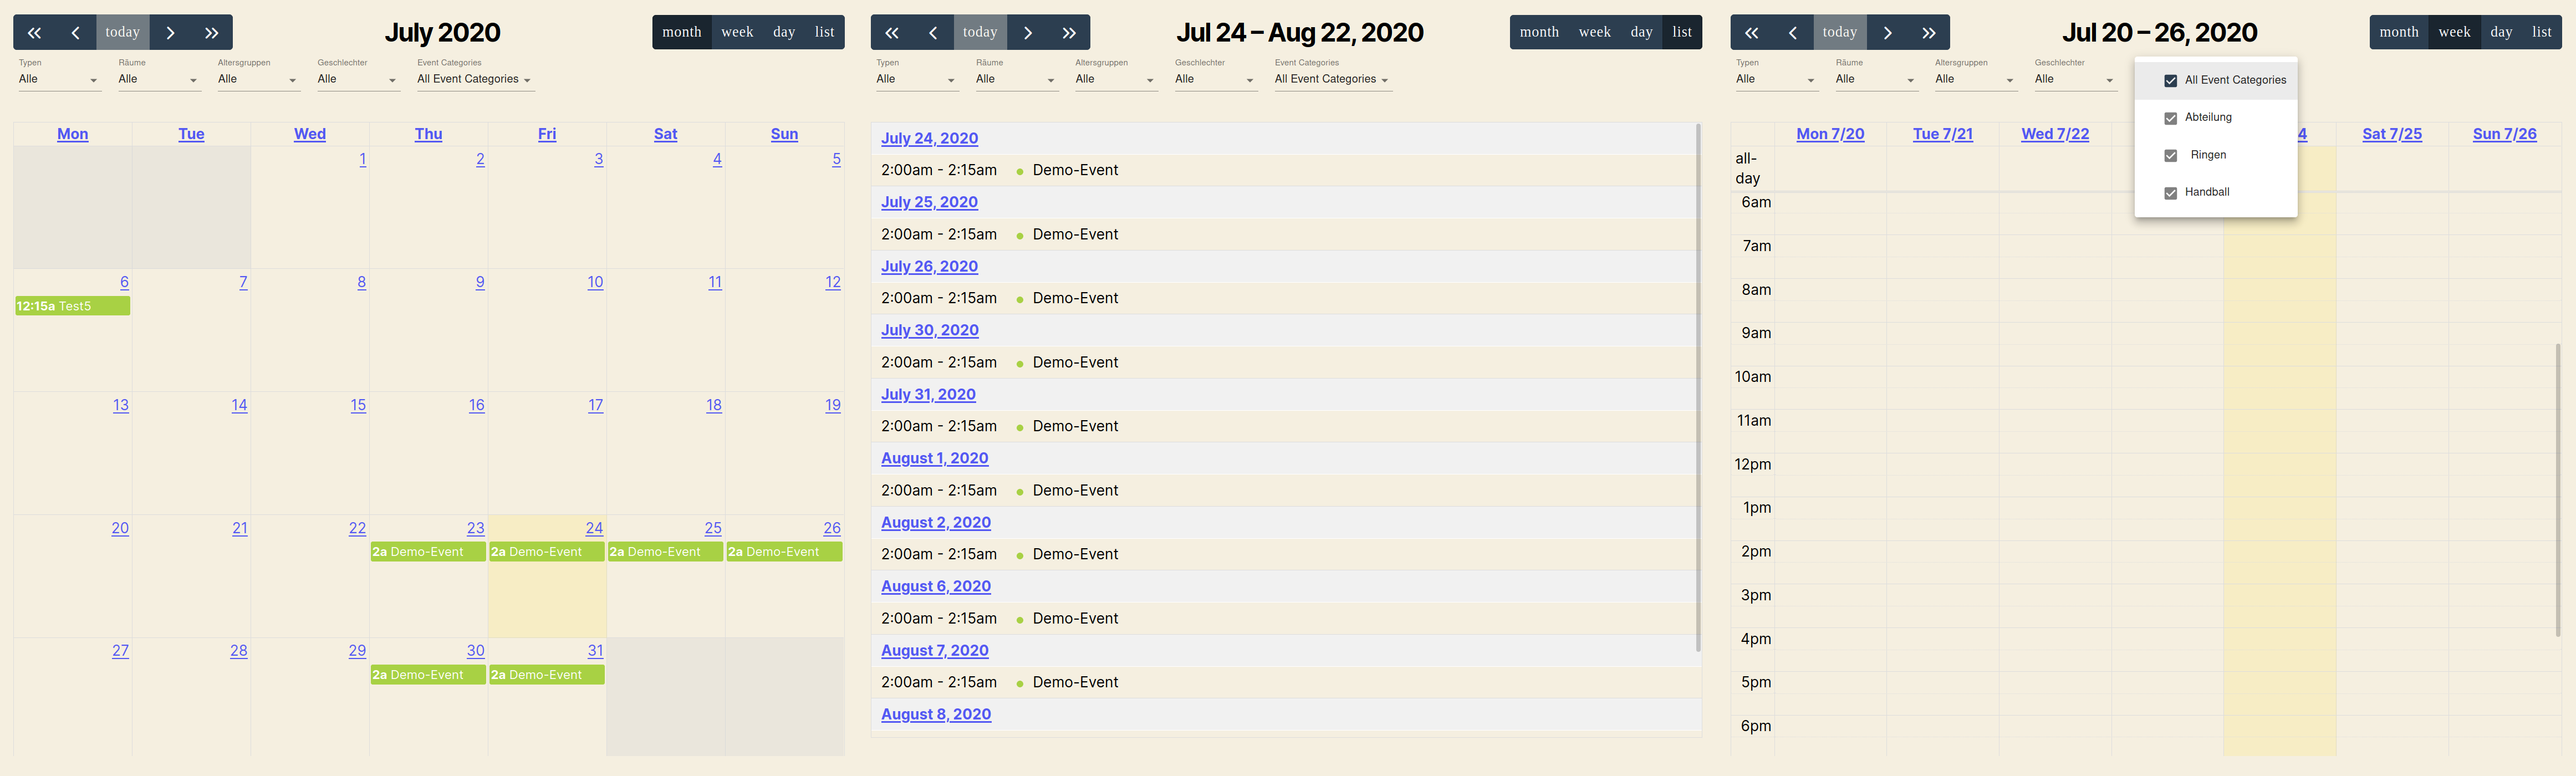 today
July 2020
month week day list
Typen Räume Altersgruppen Geschlechter Event Categories
Alle Alle Alle Alle All Event Categories
Mon Tue Wed Thu Fri Sat Sun
1 2 3 4 5
6 7 8 9 10 11 12
12:15a Test5
13 14 15 16 17 18 19
20 21 22 23 24 25 26
2a Demo-Event 2a Demo-Event 2a Demo-Event 2a Demo-Event
27 28 29 30 31
2a Demo-Event 2a Demo-Event
today
Jul 24 – Aug 22, 2020
month week day list
Typen Räume Altersgruppen Geschlechter Event Categories
Alle Alle Alle Alle All Event Categories
July 24, 2020
2:00am - 2:15am Demo-Event
July 25, 2020
2:00am - 2:15am Demo-Event
July 26, 2020
2:00am - 2:15am Demo-Event
July 30, 2020
2:00am - 2:15am Demo-Event
July 31, 2020
2:00am - 2:15am Demo-Event
August 1, 2020
2:00am - 2:15am Demo-Event
August 2, 2020
2:00am - 2:15am Demo-Event
August 6, 2020
2:00am - 2:15am Demo-Event
August 7, 2020
2:00am - 2:15am Demo-Event
August 8, 2020
today
Jul 20 – 26, 2020
month week day list
Typen Räume Altersgruppen Geschlechter
Alle Alle Alle Alle
All Event Categories
Abteilung
Ringen
Handball
Mon 7/20 Tue 7/21 Wed 7/22 4 Sat 7/25 Sun 7/26
all-
day
6am
7am
8am
9am
10am
11am
12pm
1pm
2pm
3pm
4pm
5pm
6pm